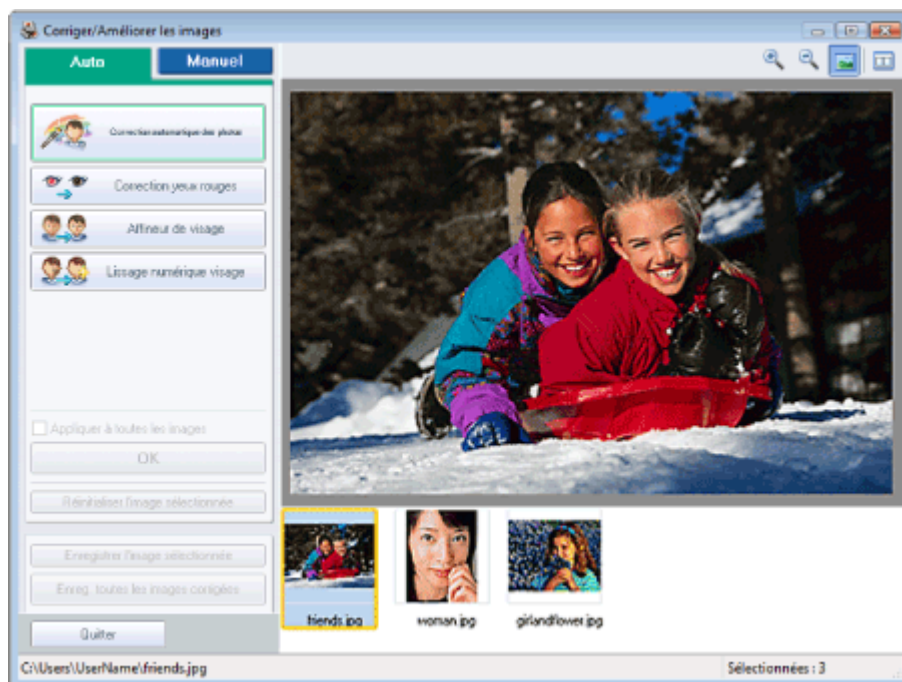 Corriger/Améliorer les images
Auto
Manuel
Correction automatique des photos
Correction yeux rouges
Affineur de visage
Lissage numérique visage
Appliquer à toutes les images
OK
Réinitialiser l'image sélectionnée
Enregistrer l'image sélectionnée
Enreg. toutes les images corrigées
friends.jpg
woman.jpg
girlandflower.jpg
Quitter
C:\Users\UserName\friends.jpg
Sélectionnées : 3